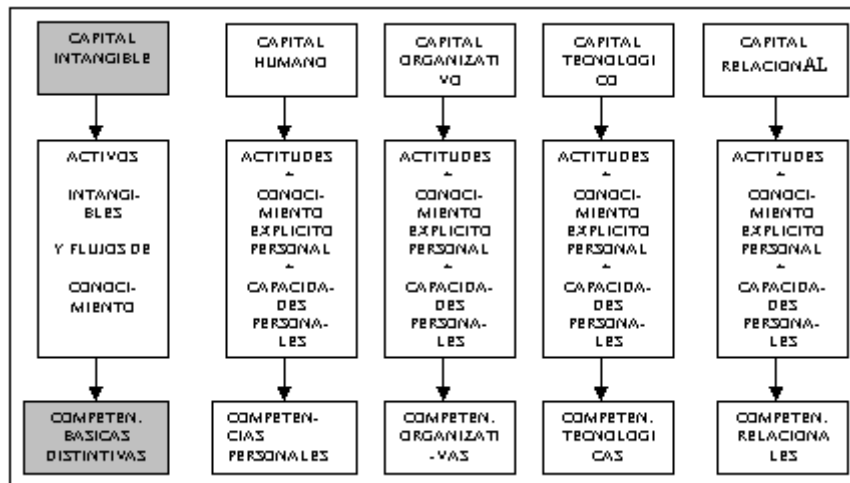 CAPITAL
INTANGIBLE
CAPITAL
HUMANO
CAPITAL
ORGANIZATI
VO
CAPITAL
TECNOLOGI
CO
CAPITAL
RELACIONAL
ACTIVOS
INTANGI-
BLES
Y FLUJOS DE
CONOCI-
MIENTO
ACTITUDES
+
CONOCI-
MIENTO
EXPLICITO
PERSONAL
+
CAPACIDA-
DES
PERSONA-
LES
ACTITUDES
+
CONOCI-
MIENTO
EXPLICITO
PERSONAL
+
CAPACIDA-
DES
PERSONA-
LES
ACTITUDES
+
CONOCI-
MIENTO
EXPLICITO
PERSONAL
+
CAPACIDA-
DES
PERSONA-
LES
ACTITUDES
+
CONOCI-
MIENTO
EXPLICITO
PERSONAL
+
CAPACIDA-
DES
PERSONA-
LES
COMPETEN.
BASICAS
DISTINTIVAS
COMPETEN-
CIAS
PERSONALES
COMPETEN.
ORGANIZATI
-VAS
COMPETEN.
TECNOLOGI
CAS
COMPETEN.
RELACIONA
LES